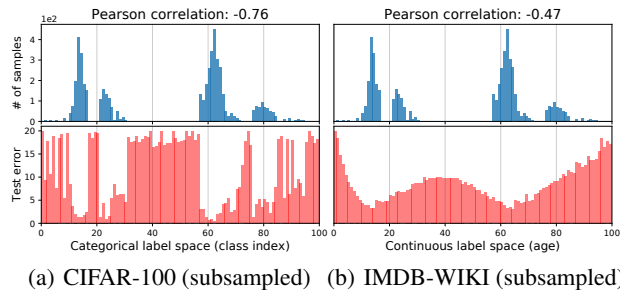 Pearson correlation: -0.76
Pearson correlation: -0.47
1e2
# of samples
4
3
2
1
0
Test error
20
15
10
5
0
0 20 40 60 80 100
0 20 40 60 80 100
Categorical label space (class index)
Continuous label space (age)
(a) CIFAR-100 (subsampled) (b) IMDB-WIKI (subsampled)